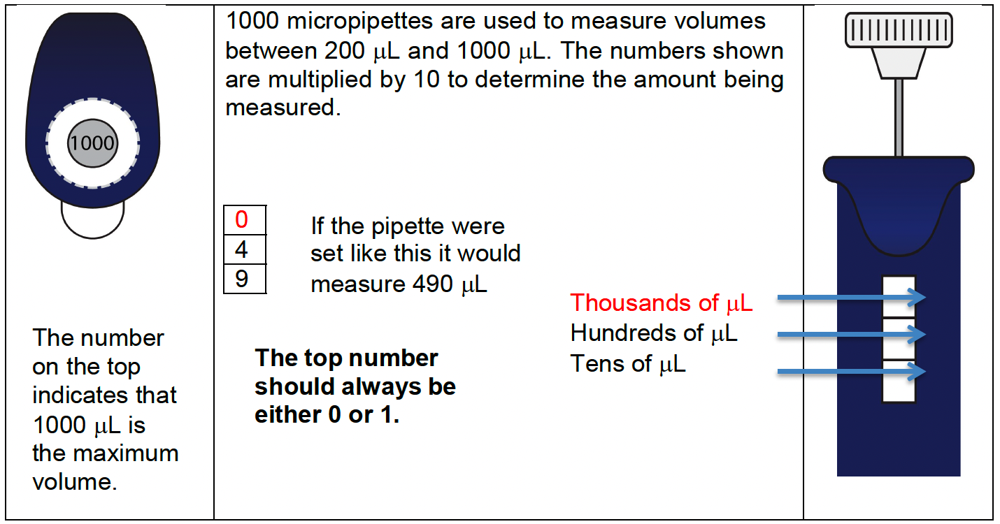 1000
The number
on the top
indicates that
1000 μL is
the maximum
volume.
1000 micropipettes are used to measure volumes
between 200 μL and 1000 μL. The numbers shown
are multiplied by 10 to determine the amount being
measured.
0
4
9
If the pipette were
set like this it would
measure 490 μL
The top number
should always be
either 0 or 1.
Thousands of μL
Hundreds of μL
Tens of μL